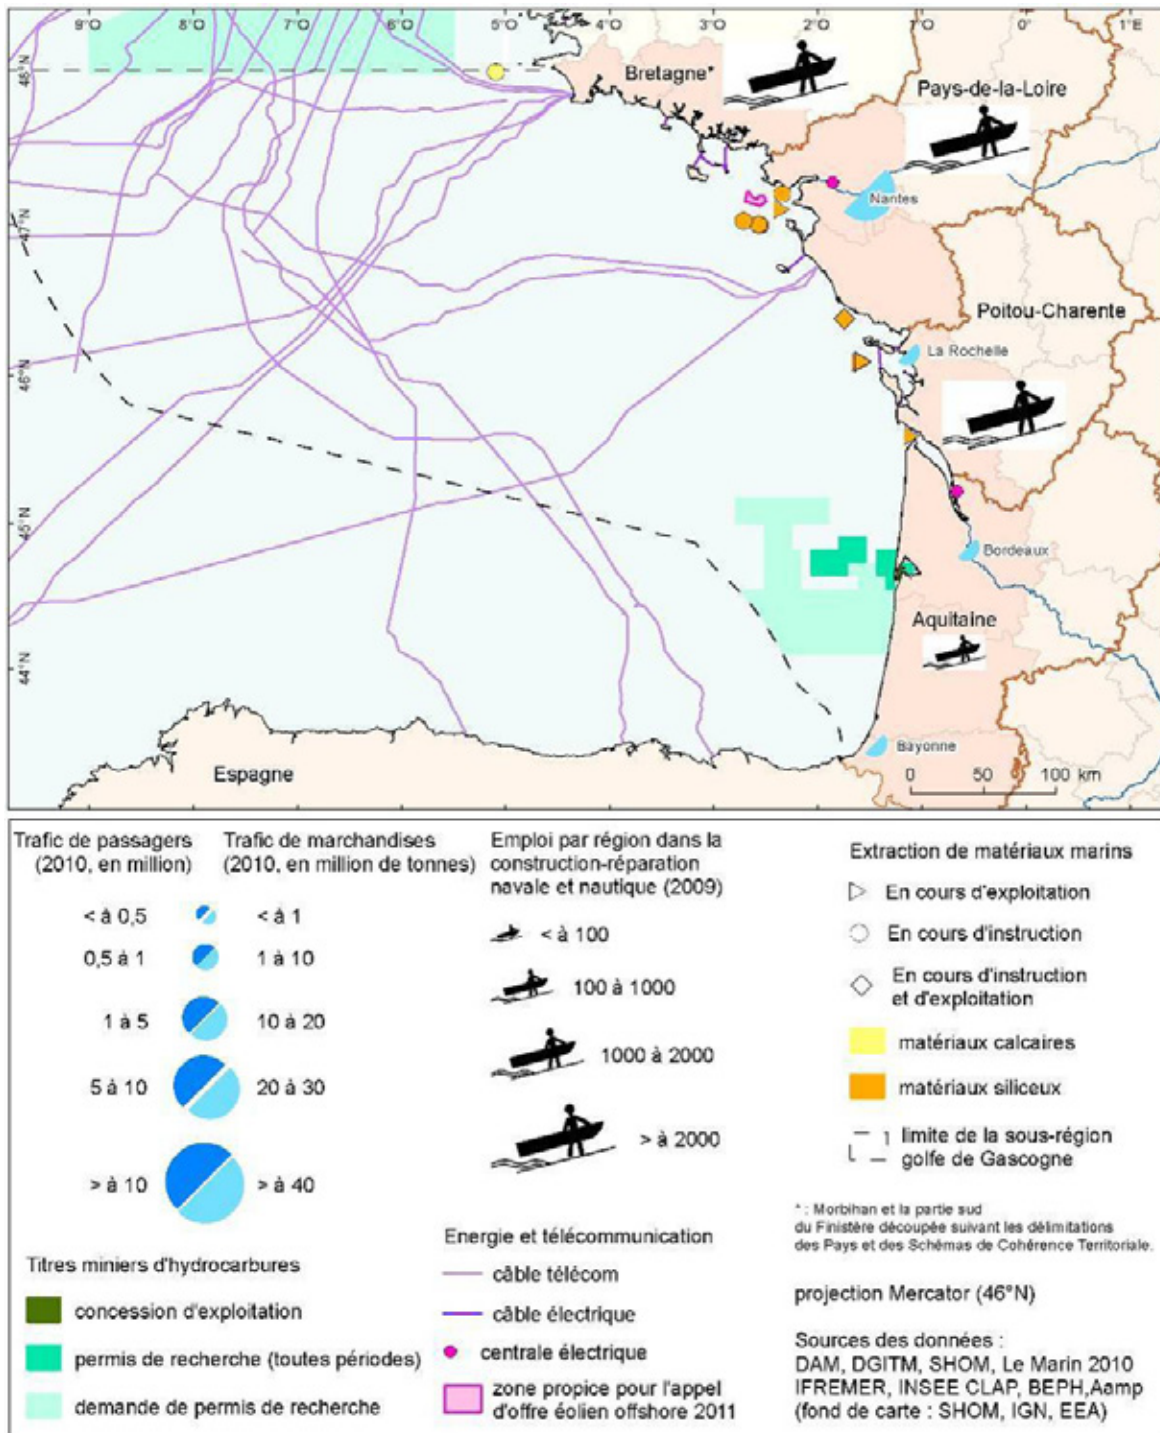 9°O 8°O 7°O 6°O 5°O 4°O 3°O 2°O 1°O 0° 1°E
48°N
Bretagne*
Pays-de-la-Loire
Nantes
47°N
Poitou-Charente
La Rochelle
46°N
45°N
Bordeaux
44°N
Aquitaine
Bayonne
Espagne
0 50 100 km
Trafic de passagers
(2010, en million)
Trafic de marchandises
(2010, en million de tonnes)
< à 0,5 < à 1
0,5 à 1 1 à 10
1 à 5 10 à 20
5 à 10 20 à 30
> à 10 > à 40
Titres miniers d'hydrocarbures
concession d'exploitation
permis de recherche (toutes périodes)
demande de permis de recherche
Emploi par région dans la
construction-réparation
navale et nautique (2009)
< à 100
100 à 1000
1000 à 2000
> à 2000
Energie et télécommunication
câble télécom
câble électrique
centrale électrique
zone propice pour l'appel
d'offre éolien offshore 2011
Extraction de matériaux marins
En cours d'exploitation
En cours d'instruction
En cours d'instruction
et d'exploitation
matériaux calcaires
matériaux siliceux
limite de la sous-région
golfe de Gascogne
* : Morbihan et la partie sud
du Finistère découpée suivant les délimitations
des Pays et des Schémas de Cohérence Territoriale.
projection Mercator (46°N)
Sources des données :
DAM, DGITM, SHOM, Le Marin 2010
IFREMER, INSEE CLAP, BEPH,Aamp
(fond de carte : SHOM, IGN, EEA)